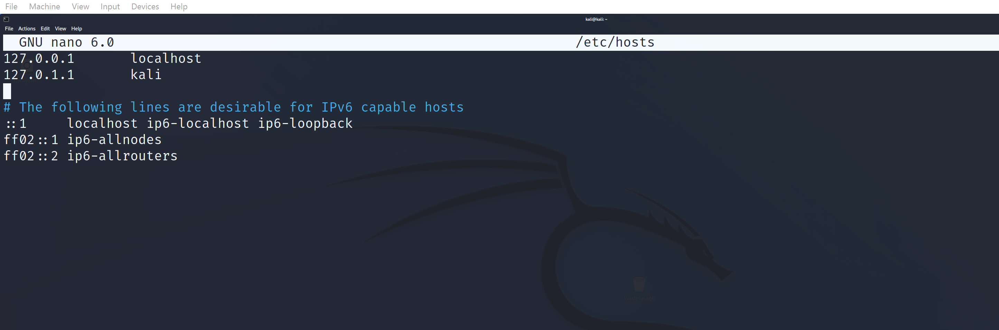 File Machine View Input Devices Help
kali@kali: ~
File Actions Edit View Help
GNU nano 6.0 /etc/hosts
127.0.0.1 localhost
127.0.1.1 kali
# The following lines are desirable for IPv6 capable hosts
::1 localhost ip6-localhost ip6-loopback
ff02::1 ip6-allnodes
ff02::2 ip6-allrouters